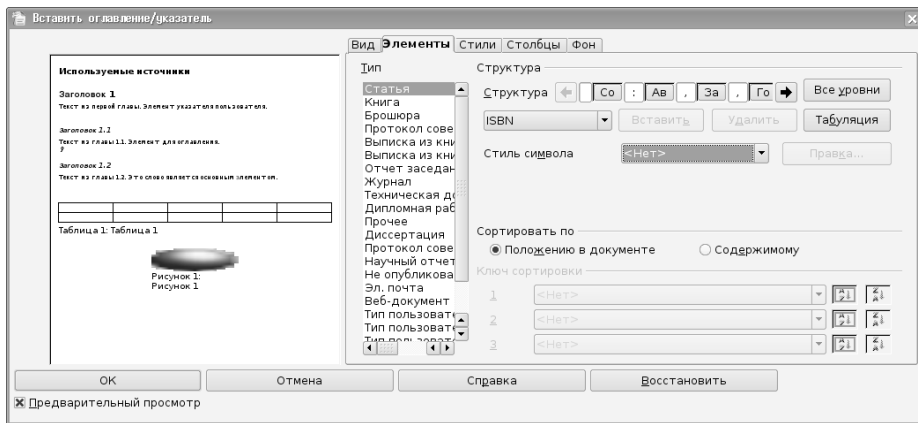 Вставить оглавление/указатель
Используемые источники
Заголовок 1
Текст из первой главы. Элемент указателя пользователя.
Заголовок 1.1
Текст из главы 1.1. Элемент для оглавления.
Заголовок 1.2
Текст из главы 1.2. Это слово является основным элементом.
Таблица 1: Таблица 1
Рисунок 1:
Рисунок 1
Вид Элементы Стили Столбцы Фон
Тип
Статья
Книга
Брошюра
Протокол сове
Выписка из кни
Выписка из кни
Отчет заседан
Журнал
Техническая до
Дипломная раб
Прочее
Диссертация
Протокол сове
Научный отчет
Не опубликова
Эл. почта
Веб-документ
Тип пользовате
Тип пользовате
Тип пользовате
Структура
Структура Со : Ав , За , Го Все уровни
ISBN Вставить Удалить Табуляция
Стиль символа <Нет> Правка...
Сортировать по
Положению в документе Содержимому
Ключ сортировки
1 <Нет>
2 <Нет>
3 <Нет>
OK Отмена Справка Восстановить
Предварительный просмотр